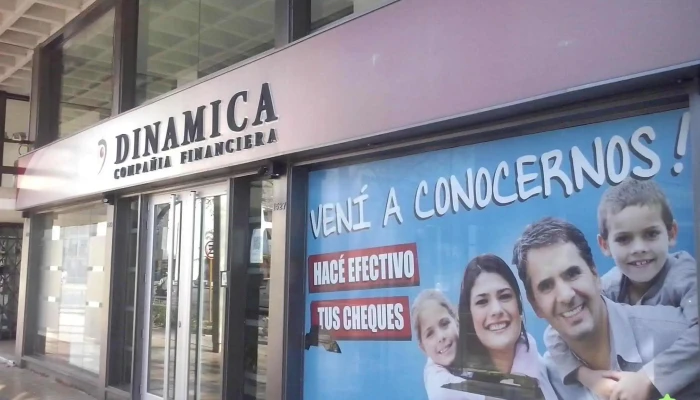 DINAMICA
COMPAÑIA FINANCIERA
VENÍ A CONOCERNOS!
HACÉ EFECTIVO
TUS CHEQUES